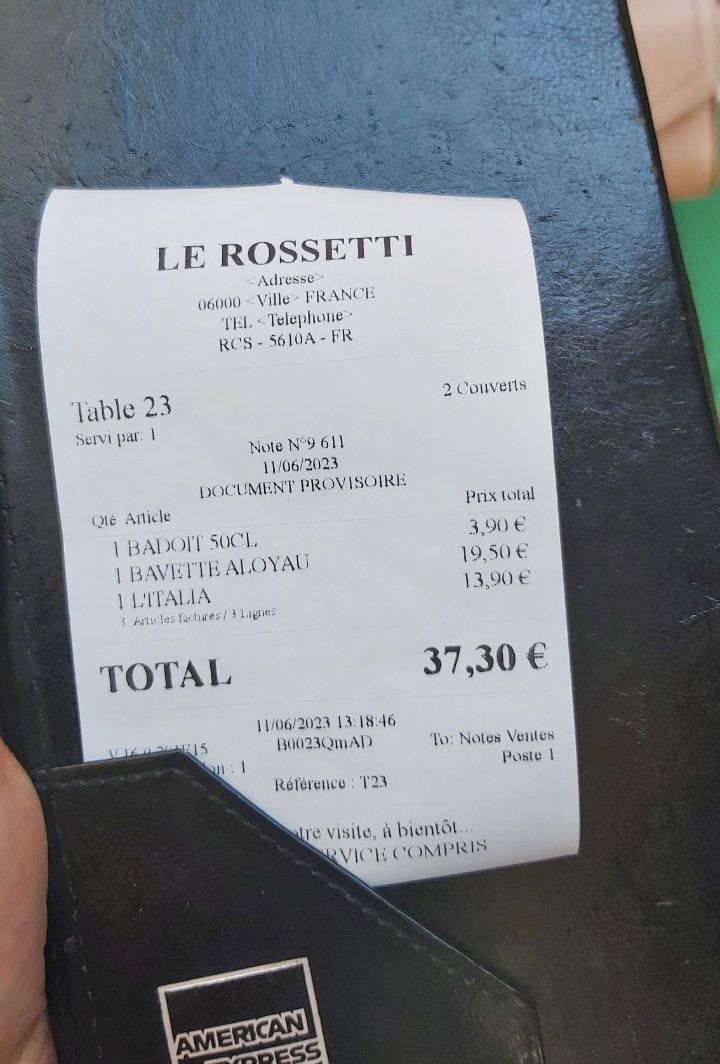 LE ROSSETTI
<Adresse>
06000 <Ville> FRANCE
TEL <Telephone>
RCS - 5610A - FR
Table 23
2 Couverts
Servi par: 1
Note N°9 611
11/06/2023
DOCUMENT PROVISOIRE
Qté Article Prix total
1 BADOIT 50CL 3,90 €
1 BAVETTE ALOYAU 19,50 €
1 L'ITALIA 13,90 €
3 Articles facturés / 3 Lignes
TOTAL 37,30 €
11/06/2023 13:18:46
B0023QmAD To: Notes Ventes
: 1 Poste 1
Référence : T23
visite, à bientôt...
COMPRIS
AMERICAN